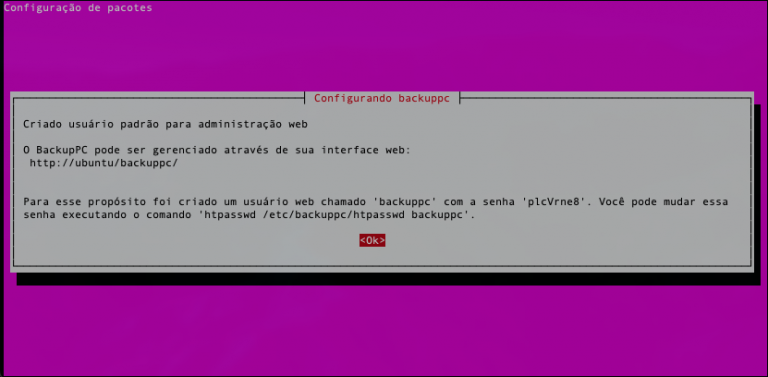 Configuração de pacotes
Configurando backuppc
Criado usuário padrão para administração web
O BackupPC pode ser gerenciado através de sua interface web:
http://ubuntu/backuppc/
Para esse propósito foi criado um usuário web chamado 'backuppc' com a senha 'plcVrne8'. Você pode mudar essa
senha executando o comando 'htpasswd /etc/backuppc/htpasswd backuppc'.
<Ok>